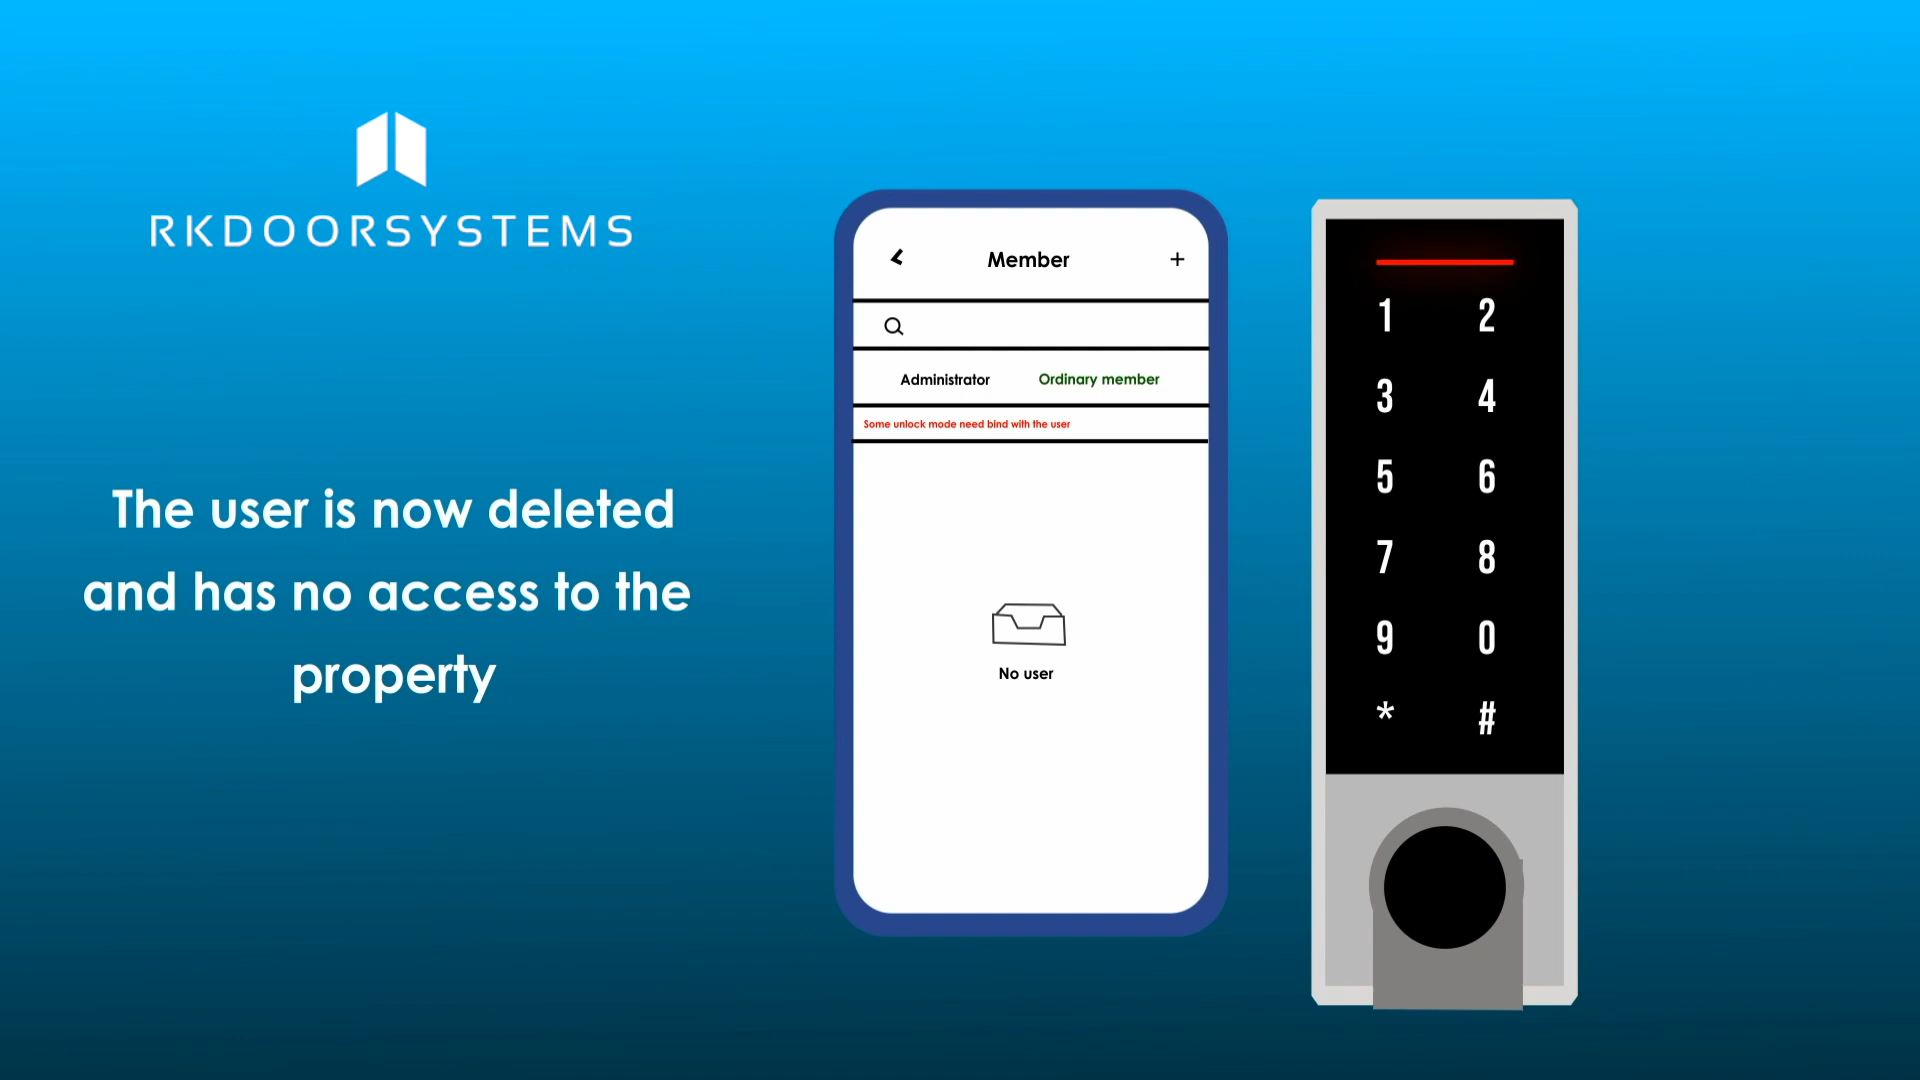 RKDOORSYSTEMS
The user is now deleted
and has no access to the
property
Member +
Administrator Ordinary member
Some unlock mode need bind with the user
No user
1 2
3 4
5 6
7 8
9 0
* #